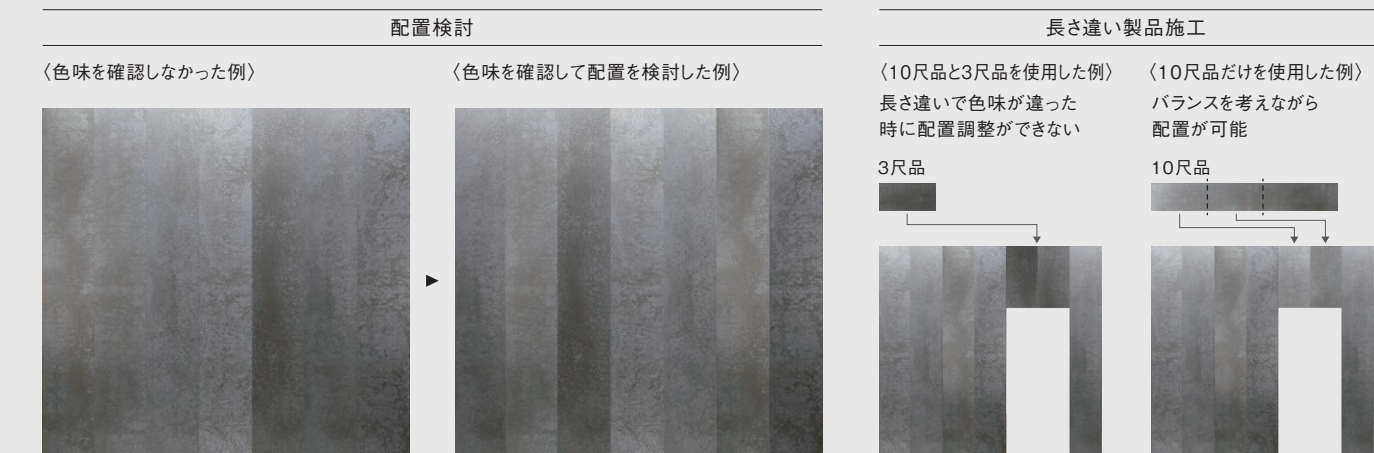 配置検討
〈色味を確認しなかった例〉
〈色味を確認して配置を検討した例〉
長さ違い製品施工
〈10尺品と3尺品を使用した例〉
長さ違いで色味が違った
時に配置調整ができない
3尺品
〈10尺品だけを使用した例〉
バランスを考えながら
配置が可能
10尺品